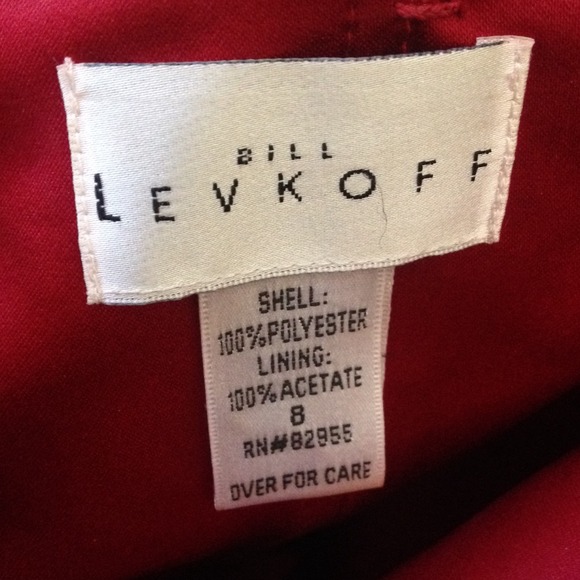 BILL
LEVKOFF
SHELL:
100%POLYESTER
LINING:
100%ACETATE
8
RN#82955
OVER FOR CARE